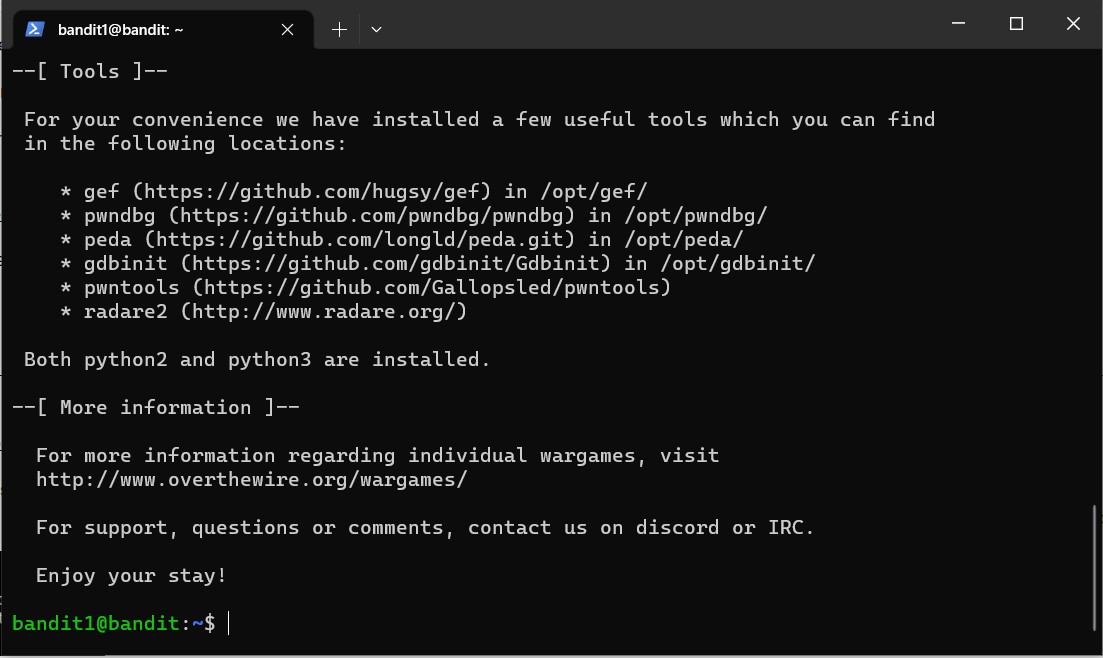 bandit1@bandit: ~
--[ Tools ]--
For your convenience we have installed a few useful tools which you can find
in the following locations:
* gef (https://github.com/hugsy/gef) in /opt/gef/
* pwndbg (https://github.com/pwndbg/pwndbg) in /opt/pwndbg/
* peda (https://github.com/longld/peda.git) in /opt/peda/
* gdbinit (https://github.com/gdbinit/Gdbinit) in /opt/gdbinit/
* pwntools (https://github.com/Gallopsled/pwntools)
* radare2 (http://www.radare.org/)
Both python2 and python3 are installed.
--[ More information ]--
For more information regarding individual wargames, visit
http://www.overthewire.org/wargames/
For support, questions or comments, contact us on discord or IRC.
Enjoy your stay!
bandit1@bandit:~$